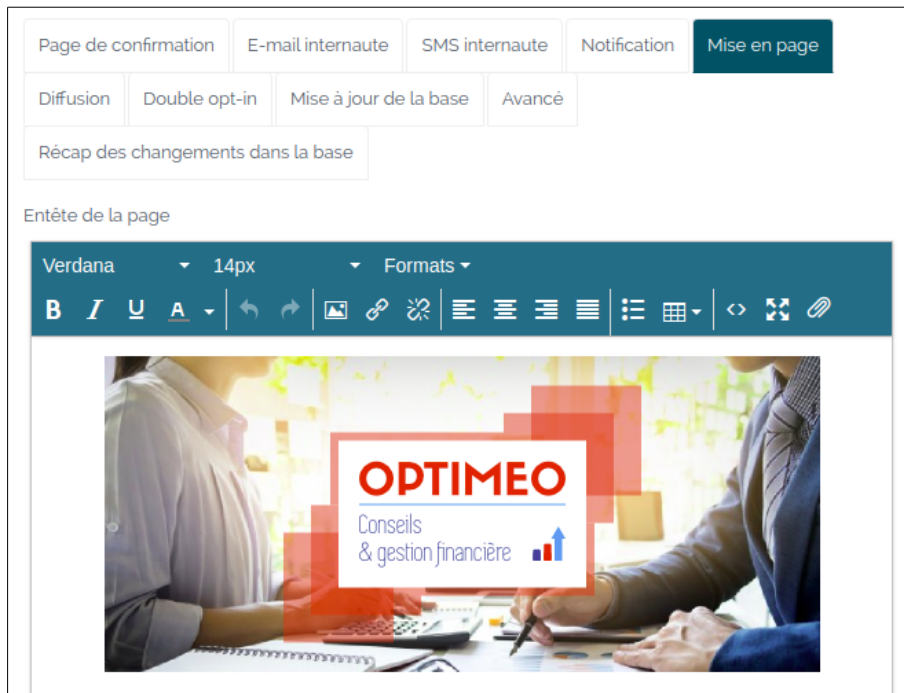 Page de confirmation E-mail internaute SMS internaute Notification Mise en page
Diffusion Double opt-in Mise à jour de la base Avancé
Récap des changements dans la base
Entête de la page
Verdana 14px Formats
B I U A
OPTIMEO
Conseils
& gestion financière